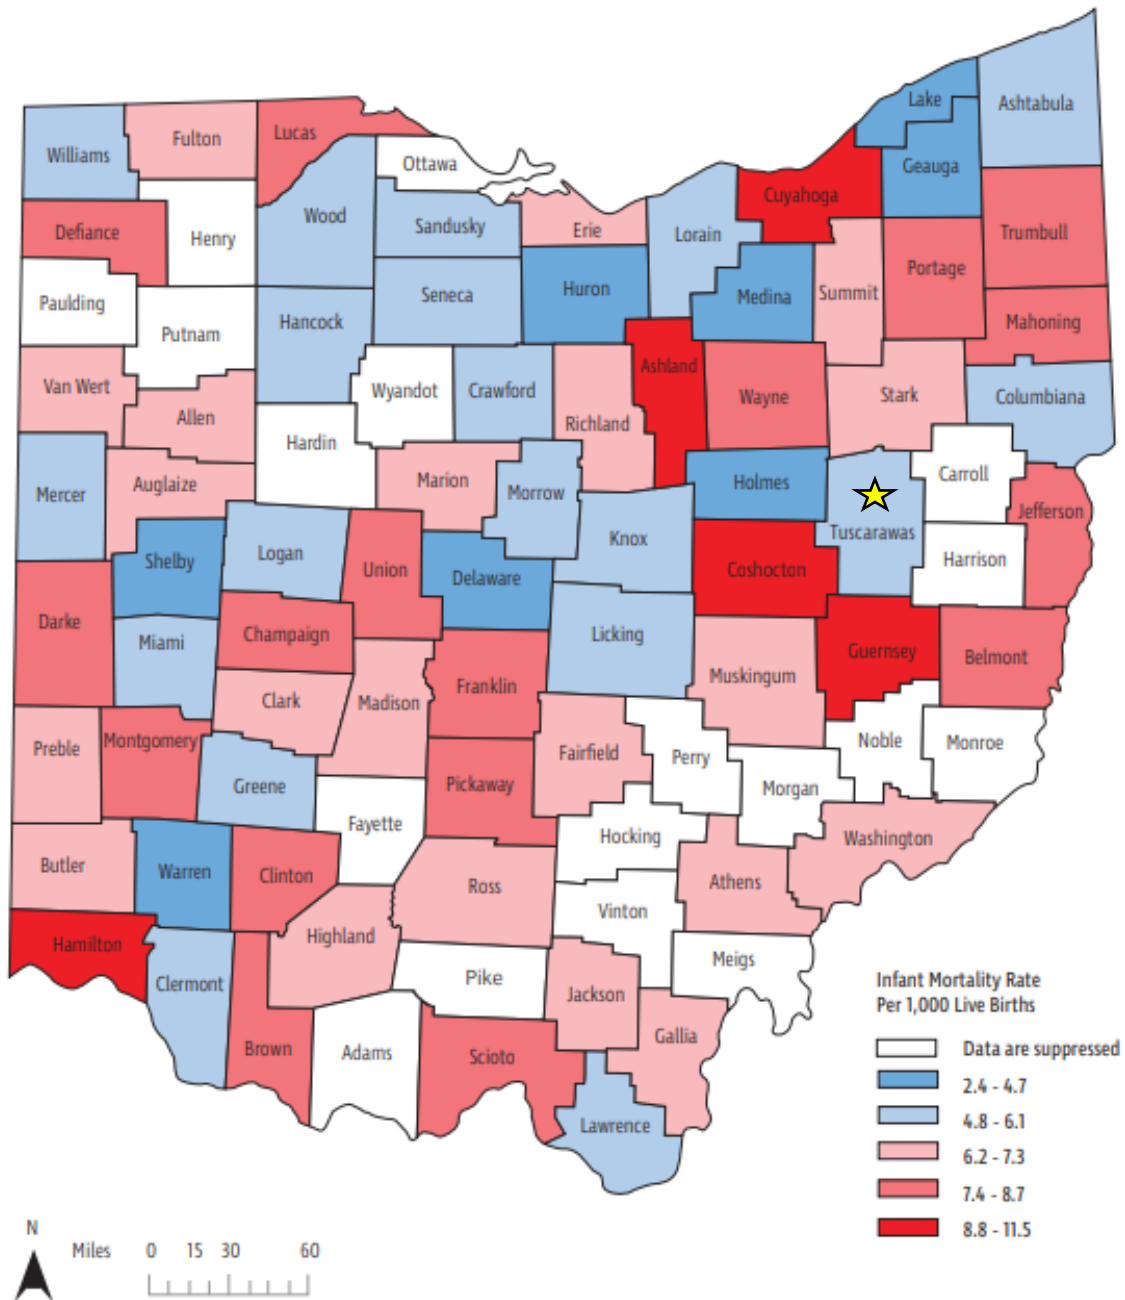 Lake
Ashtabula
Lucas
Fulton
Williams
Ottawa
Geauga
Cuyahoga
Wood
Sandusky
Erie
Lorain
Defiance
Henry
Trumbull
Portage
Huron
Seneca
Medina
Summit
Paulding
Hancock
Mahoning
Putnam
Ashland
Van Wert
Wyandot
Crawford
Wayne
Stark
Columbiana
Allen
Richland
Hardin
Carroll
Marion
Holmes
Auglaize
Mercer
Morrow
Jefferson
Tuscarawas
Knox
Logan
Harrison
Shelby
Union
Coshocton
Delaware
Darke
Champaign
Licking
Miami
Guernsey
Belmont
Muskingum
Franklin
Clark
Madison
Montgomery
Preble
Noble
Monroe
Fairfield
Perry
Pickaway
Greene
Morgan
Fayette
Hocking
Washington
Butler
Warren
Clinton
Ross
Athens
Vinton
Highland
Hamilton
Meigs
Pike
Clermont
Jackson
Gallia
Brown
Adams
Scioto
Lawrence
Infant Mortality Rate
Per 1,000 Live Births
Data are suppressed
2.4 - 4.7
4.8 - 6.1
6.2 - 7.3
7.4 - 8.7
8.8 - 11.5
N
Miles 0 15 30 60